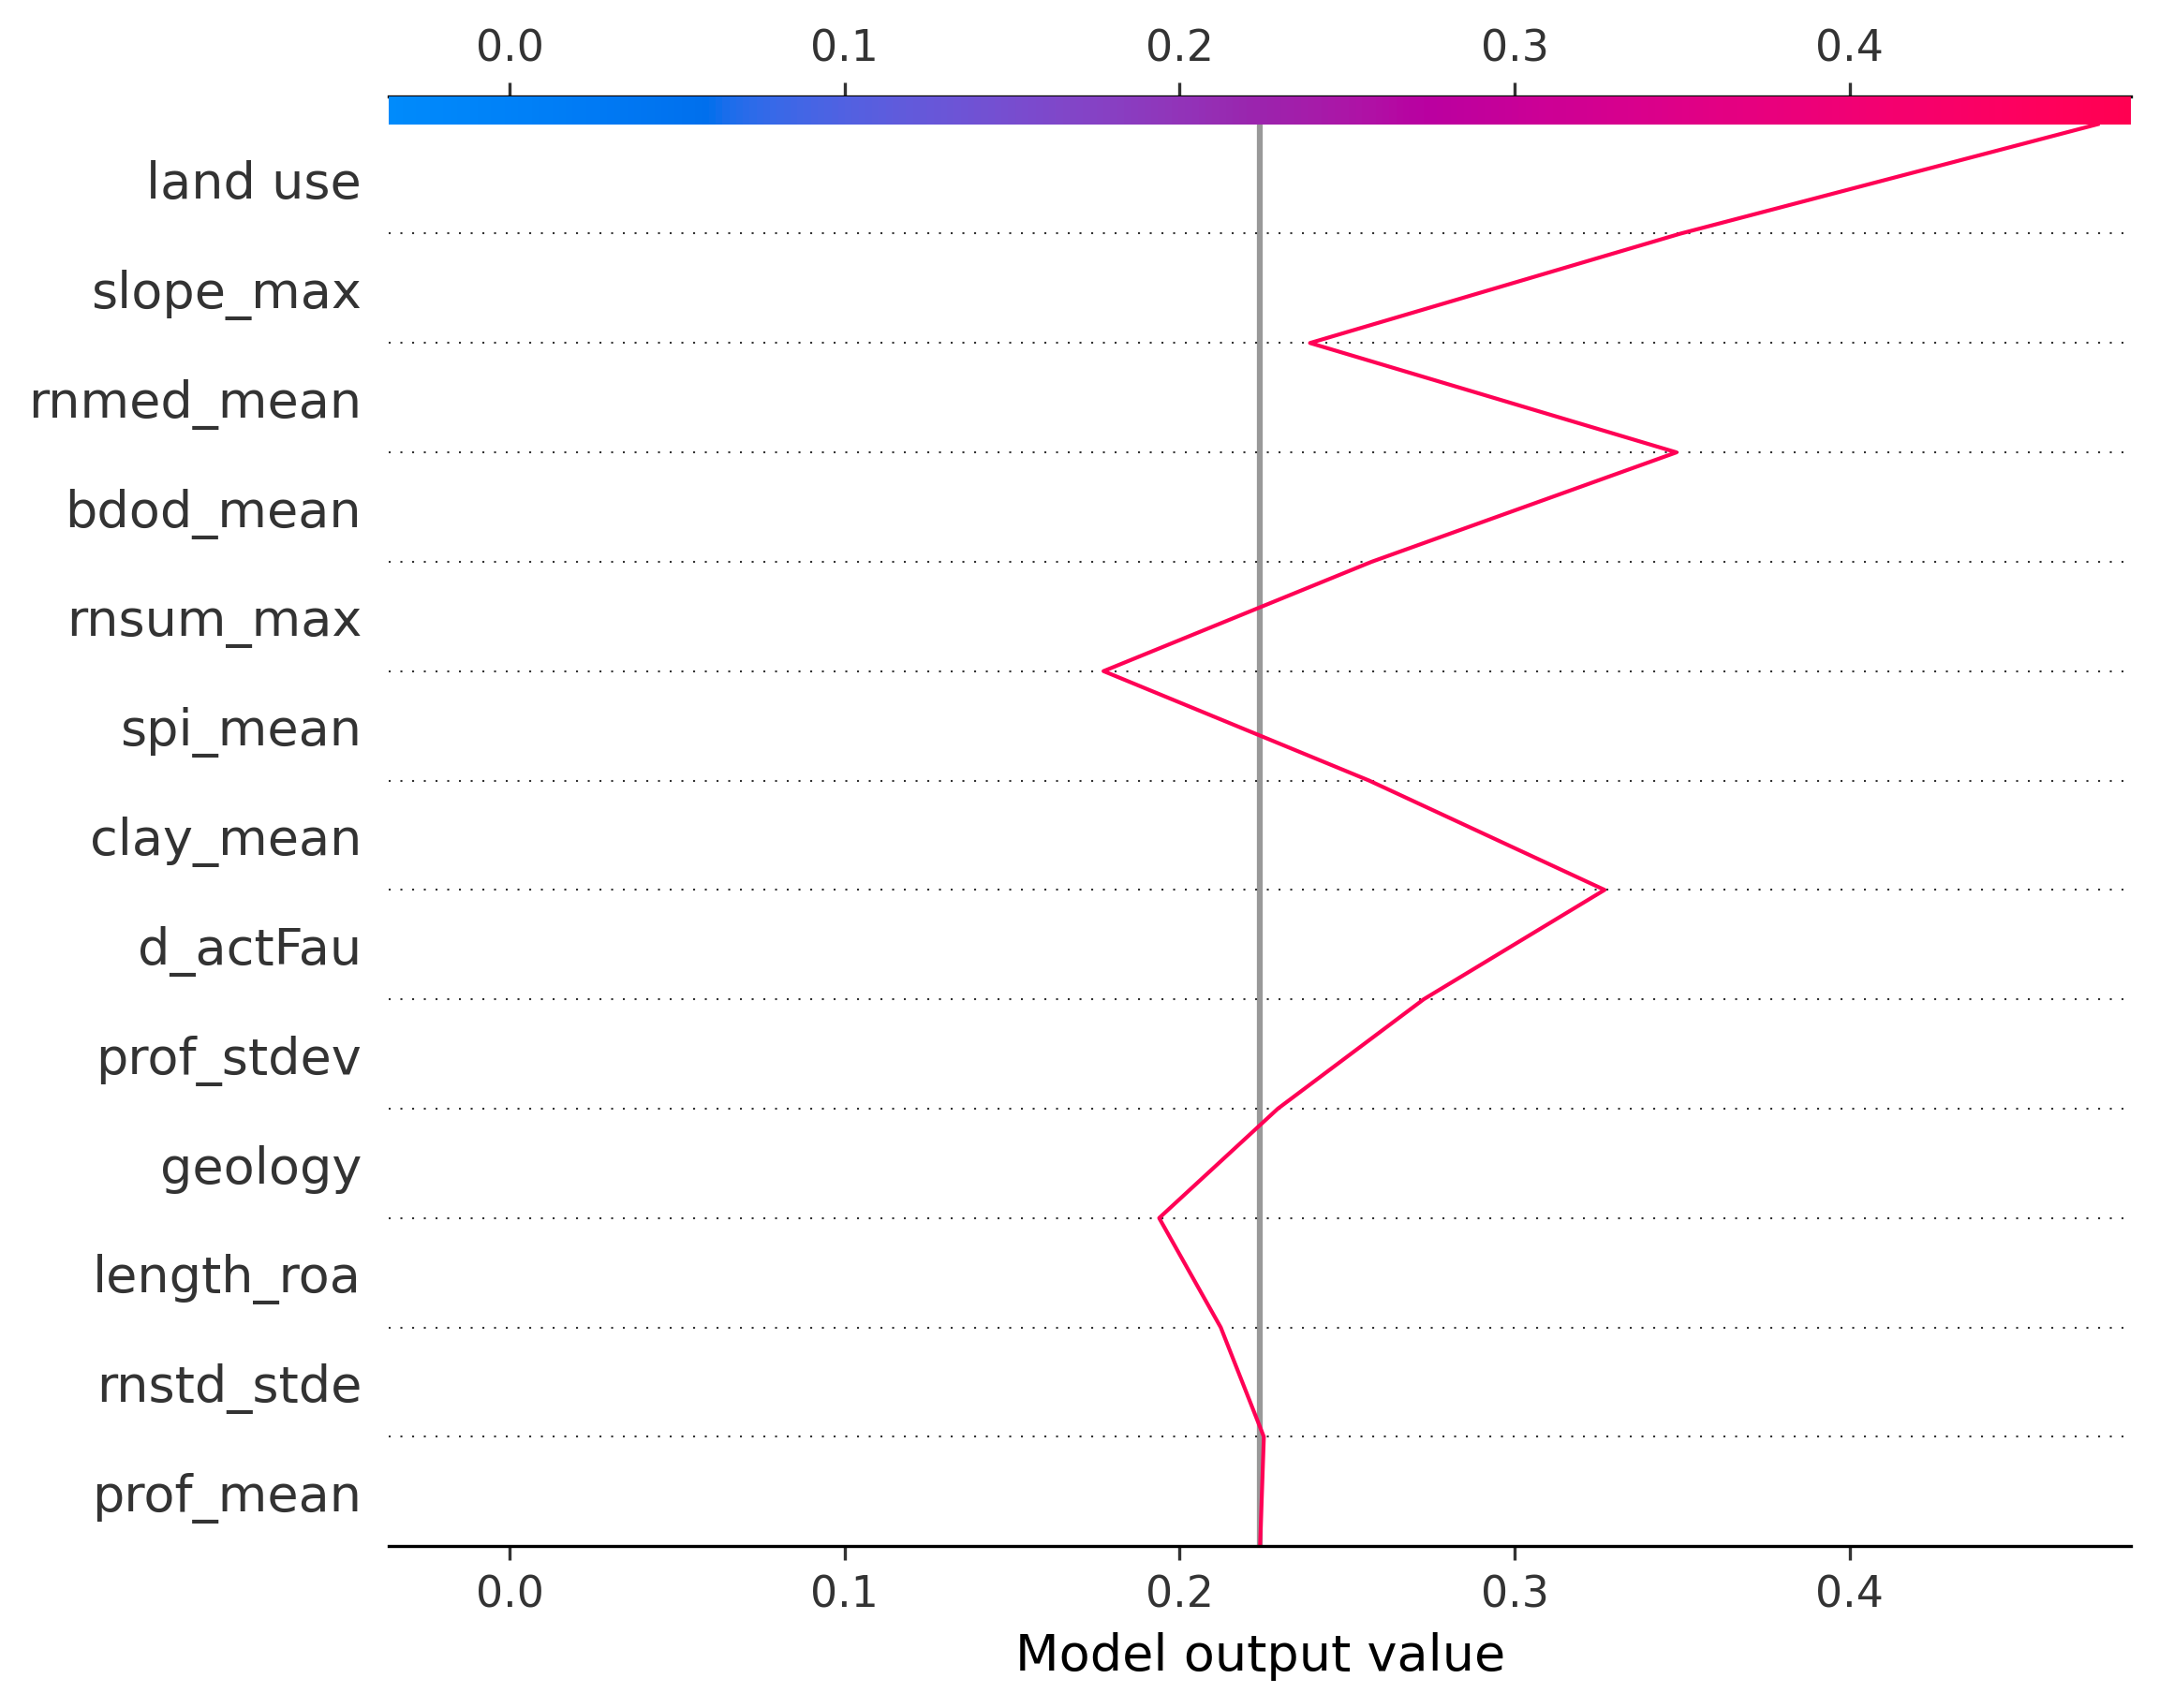 0.0 0.1 0.2 0.3 0.4
land use
slope_max
rnmed_mean
bdod_mean
rnsum_max
spi_mean
clay_mean
d_actFau
prof_stdev
geology
length_roa
rnstd_stde
prof_mean
0.0 0.1 0.2 0.3 0.4
Model output value